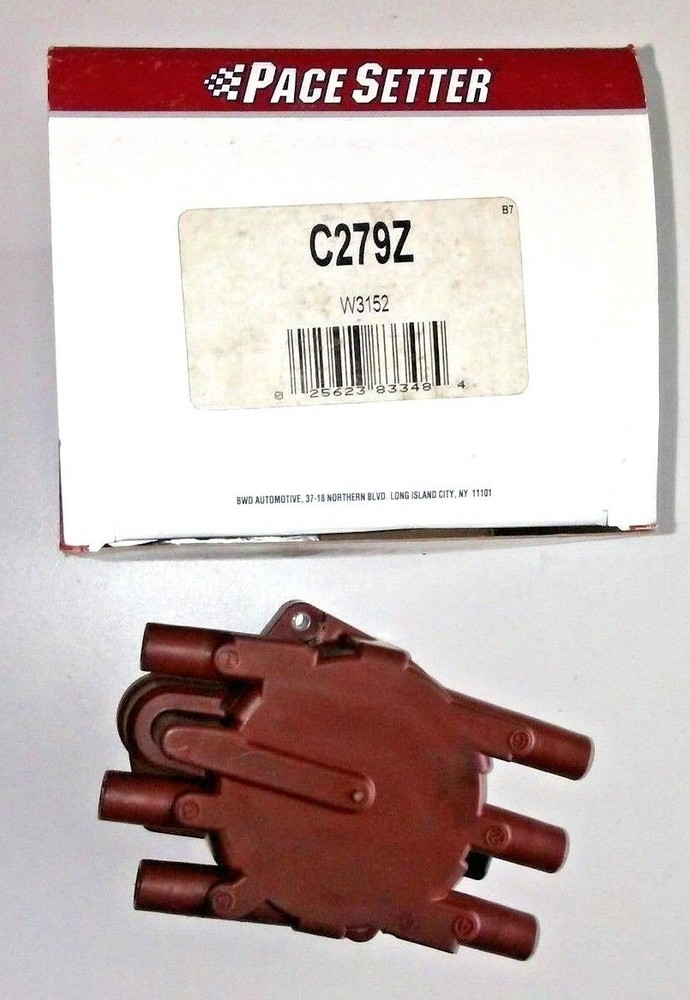 PACE SETTER
B7
C279Z
W3152
0 25623 83348 4
BWD AUTOMOTIVE, 37-18 NORTHERN BLVD. LONG ISLAND CITY, NY 11101